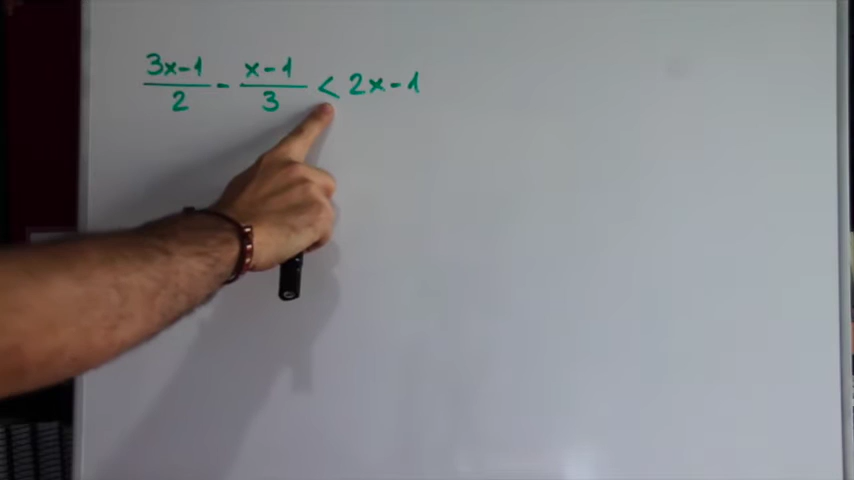 (3x-1)/2 - (x-1)/3 < 2x-1